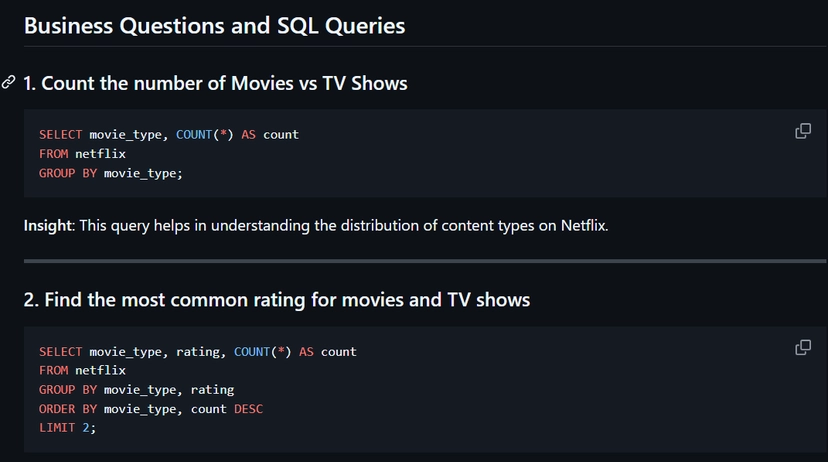 Business Questions and SQL Queries
1. Count the number of Movies vs TV Shows
SELECT movie_type, COUNT(*) AS count
FROM netflix
GROUP BY movie_type;
Insight: This query helps in understanding the distribution of content types on Netflix.
2. Find the most common rating for movies and TV shows
SELECT movie_type, rating, COUNT(*) AS count
FROM netflix
GROUP BY movie_type, rating
ORDER BY movie_type, count DESC
LIMIT 2;